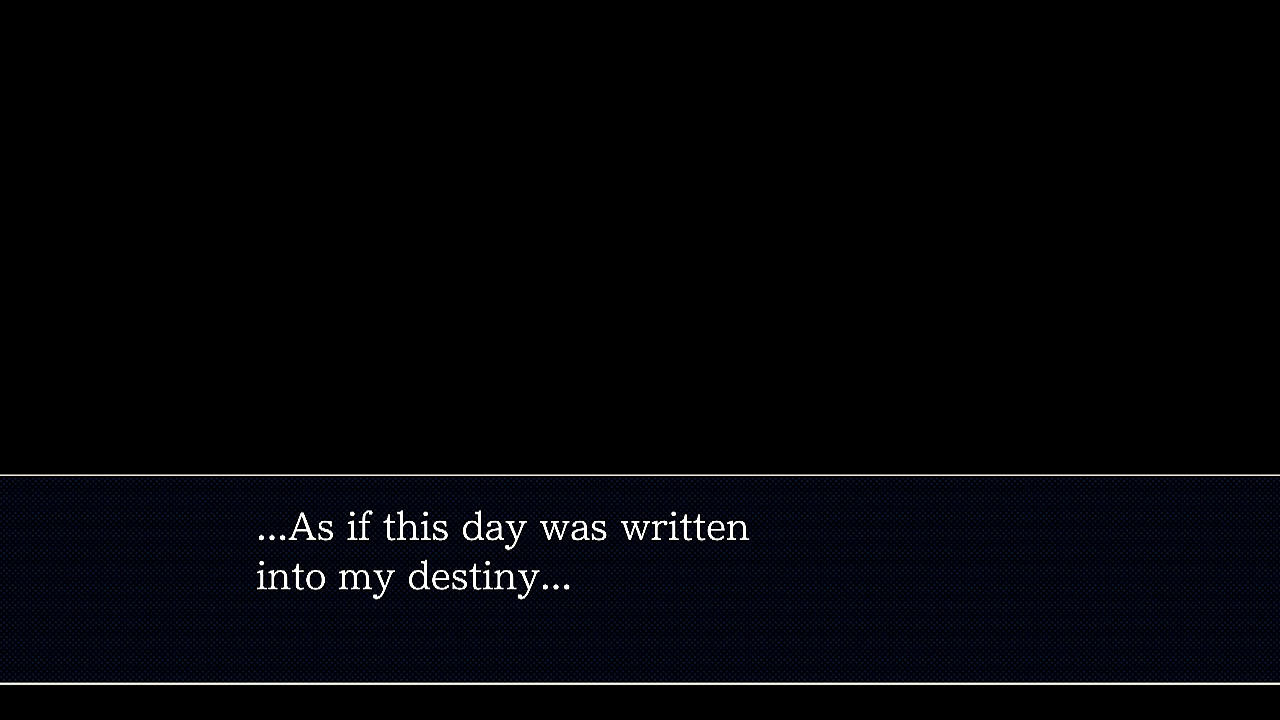 ...As if this day was written
into my destiny...